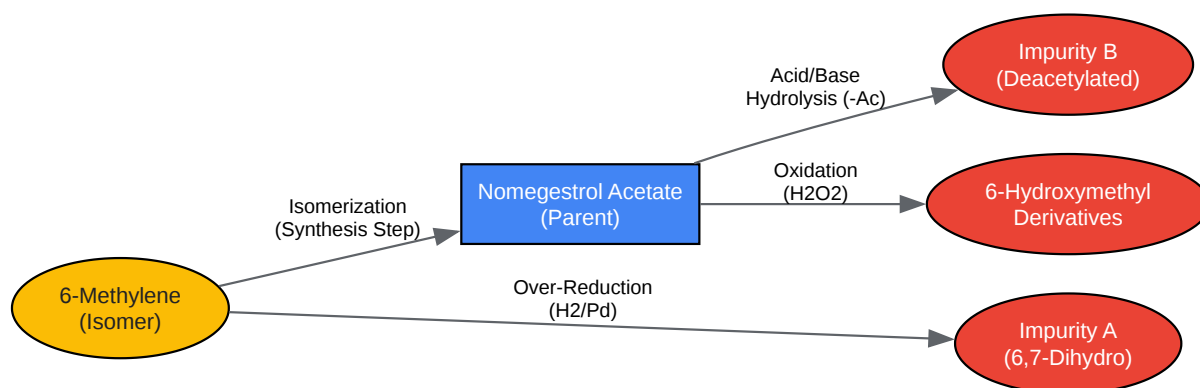 Impurity B
(Deacetylated)
Acid/Base
Hydrolysis (-Ac)
Nomegestrol Acetate
(Parent)
Oxidation
(H2O2)
6-Hydroxymethyl
Derivatives
Isomerization
(Synthesis Step)
6-Methylene
(Isomer)
Over-Reduction
(H2/Pd)
Impurity A
(6,7-Dihydro)